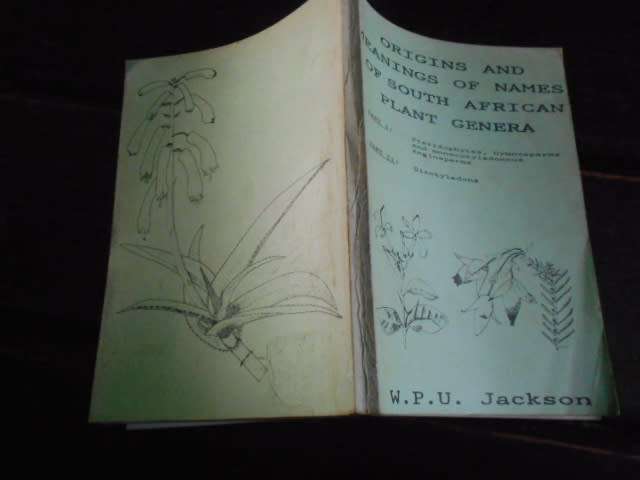 ORIGINS AND
MEANINGS OF NAMES
OF SOUTH AFRICAN
PLANT GENERA
PART I: Pteridophytes, Gymnosperms
and monocotyledonous
Angiosperms
PART II: Dicotyledons
W.P.U. Jackson